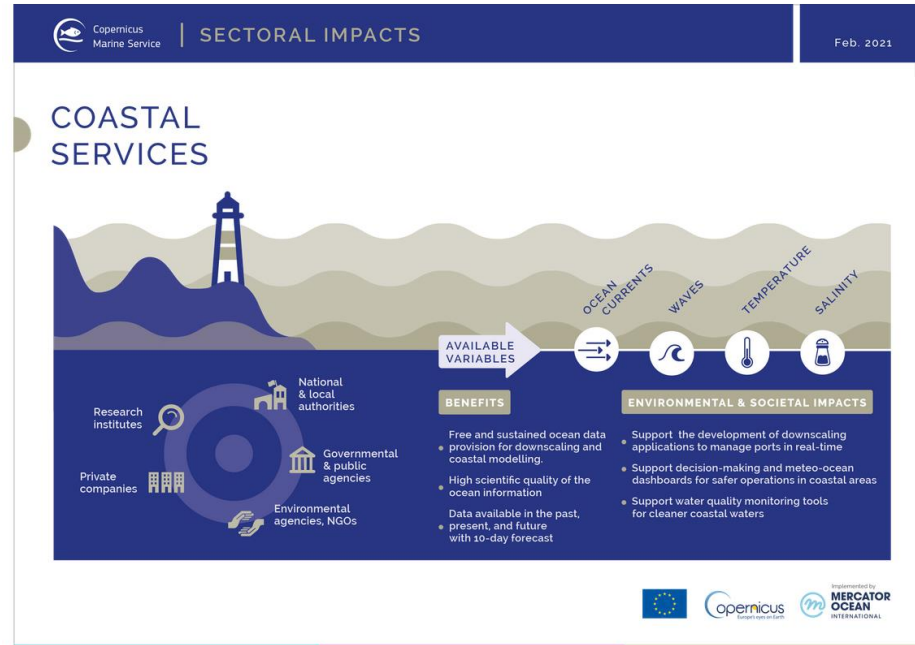 Copernicus
Marine Service
SECTORAL IMPACTS
Feb. 2021
COASTAL
SERVICES
OCEAN
CURRENTS
WAVES
TEMPERATURE
SALINITY
AVAILABLE
VARIABLES
Research
institutes
National
& local
authorities
Governmental
& public
agencies
Private
companies
Environmental
agencies, NGOs
BENEFITS
Free and sustained ocean data
provision for downscaling and
coastal modelling.
High scientific quality of the
ocean information
Data available in the past,
present, and future
with 10-day forecast
ENVIRONMENTAL & SOCIETAL IMPACTS
Support the development of downscaling
applications to manage ports in real-time
Support decision-making and meteo-ocean
dashboards for safer operations in coastal areas
Support water quality monitoring tools
for cleaner coastal waters
opernicus
Europe's eyes on Earth
Implemented by
MERCATOR
OCEAN
INTERNATIONAL